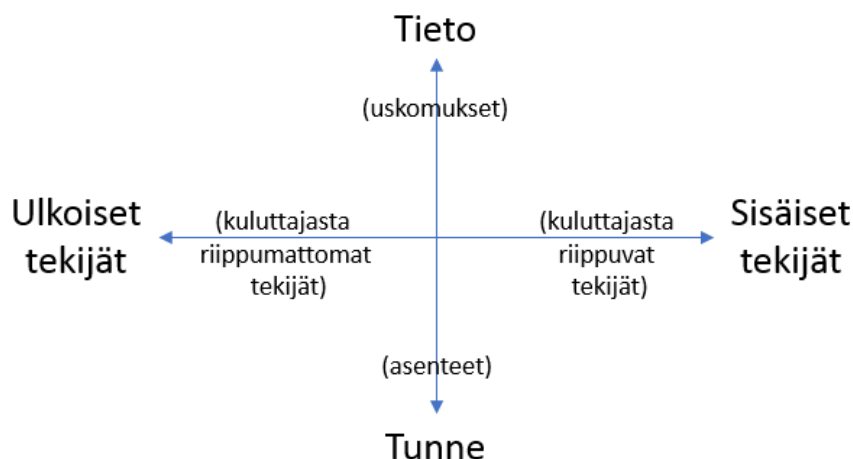 Tieto
(uskomukset)
Ulkoiset
tekijät
(kuluttajasta
riippumattomat
tekijät)
(kuluttajasta
riippuvat
tekijät)
Sisäiset
tekijät
(asenteet)
Tunne